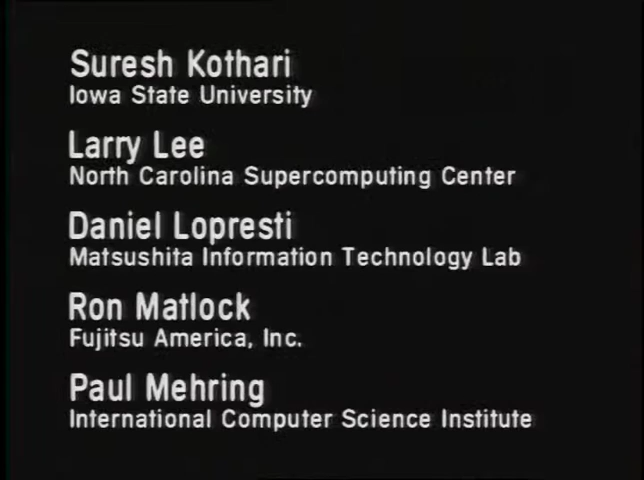 Suresh Kothari
Iowa State University
Larry Lee
North Carolina Supercomputing Center
Daniel Lopresti
Matsushita Information Technology Lab
Ron Matlock
Fujitsu America, Inc.
Paul Mehring
International Computer Science Institute